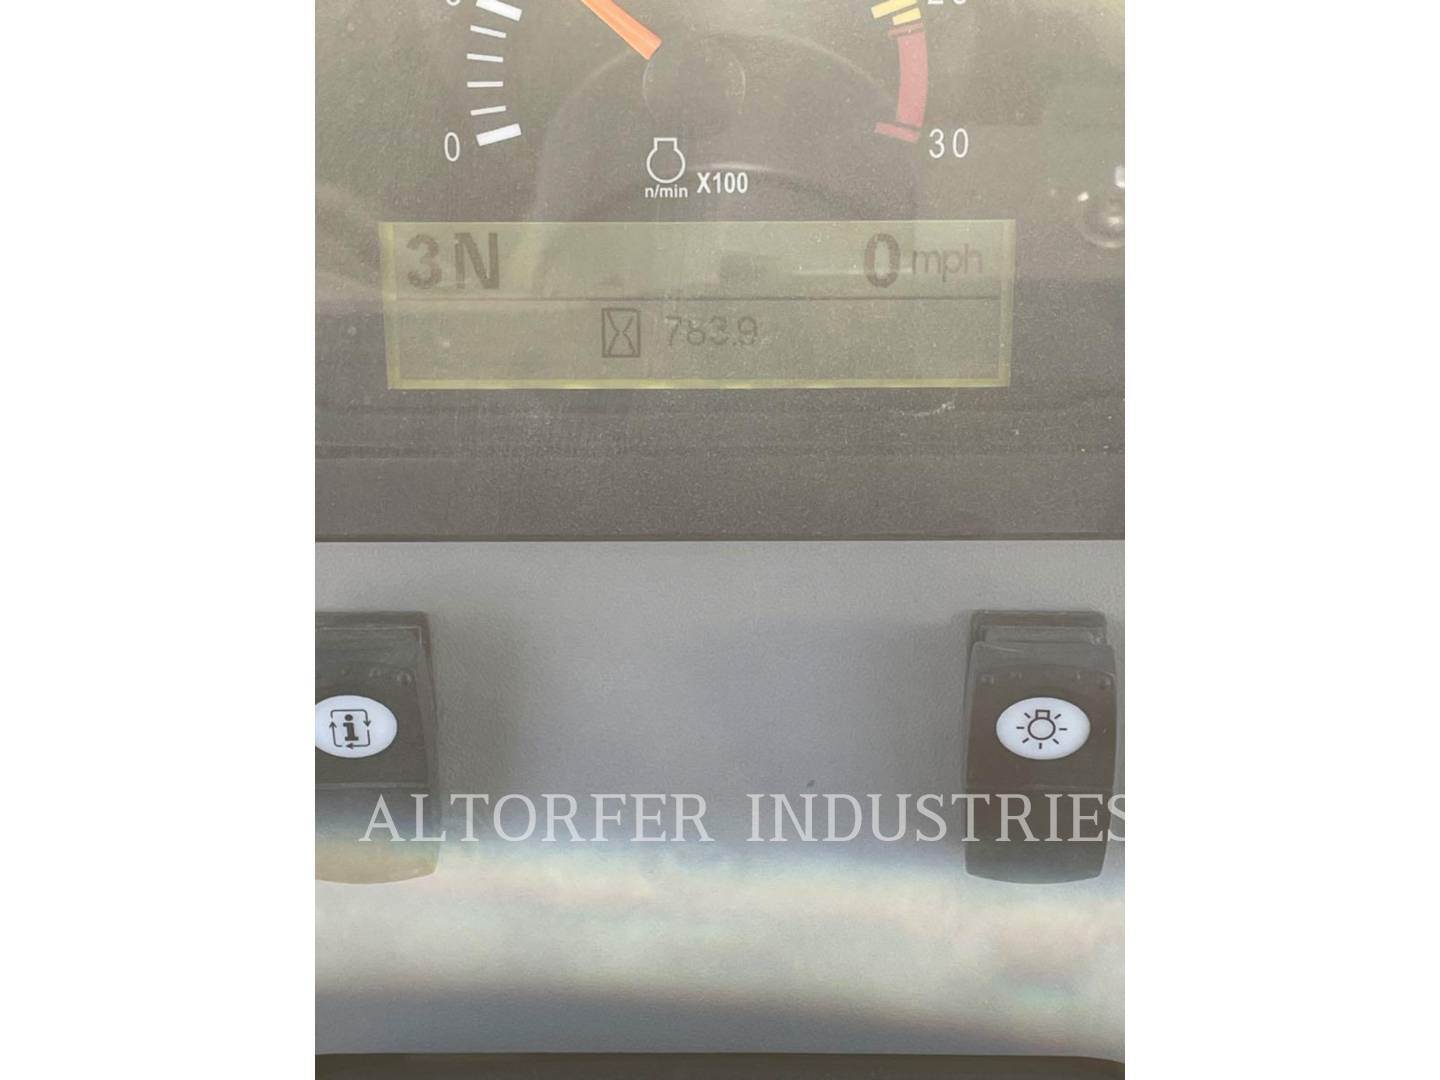 0 30
n/min X100
3N 0 mph
783.9
i
ALTORFER INDUSTRIES